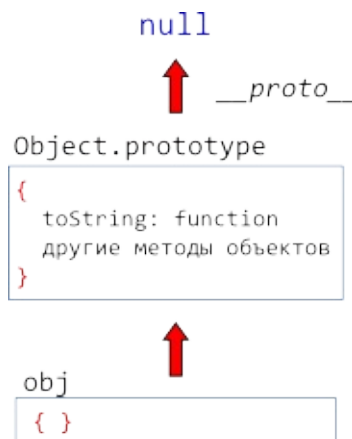 null
__proto__
Object.prototype
{
toString: function
другие методы объектов
}
obj
{ }